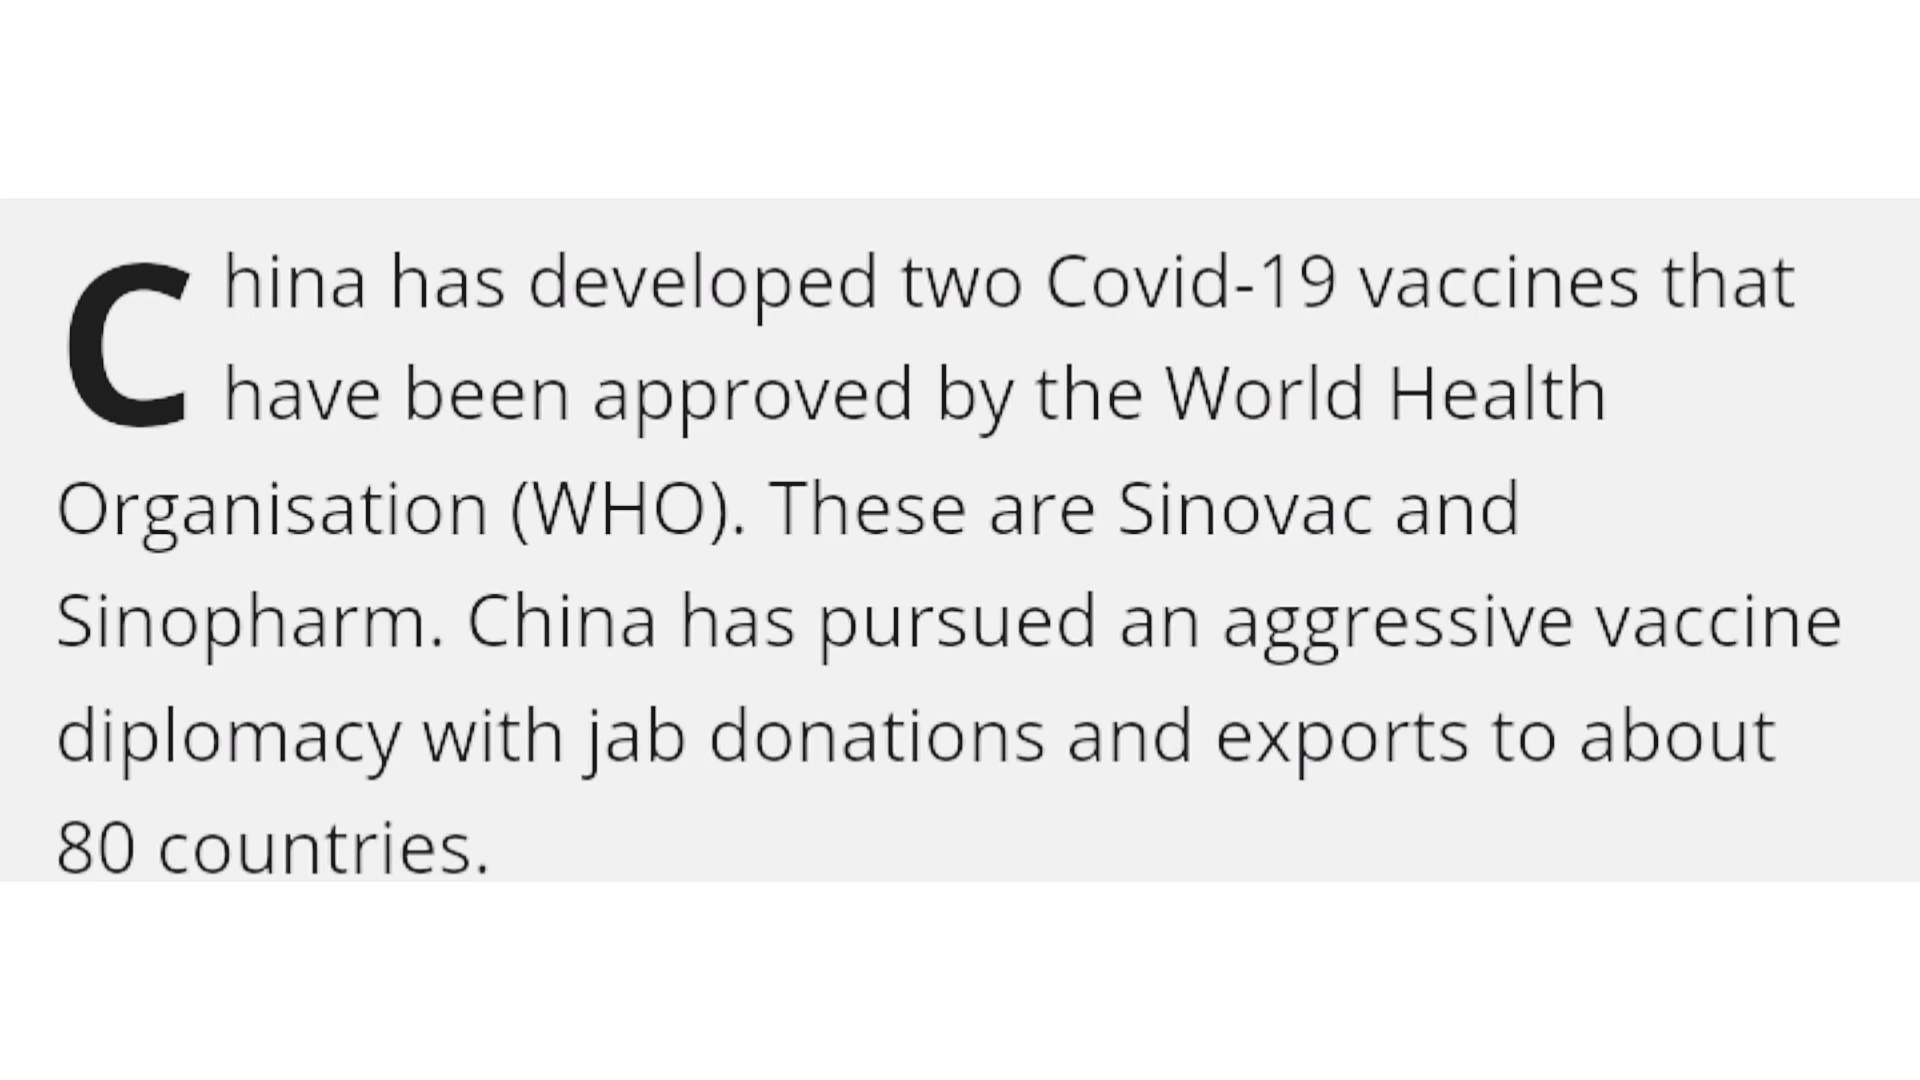 China has developed two Covid-19 vaccines that
have been approved by the World Health
Organisation (WHO). These are Sinovac and
Sinopharm. China has pursued an aggressive vaccine
diplomacy with jab donations and exports to about
80 countries.